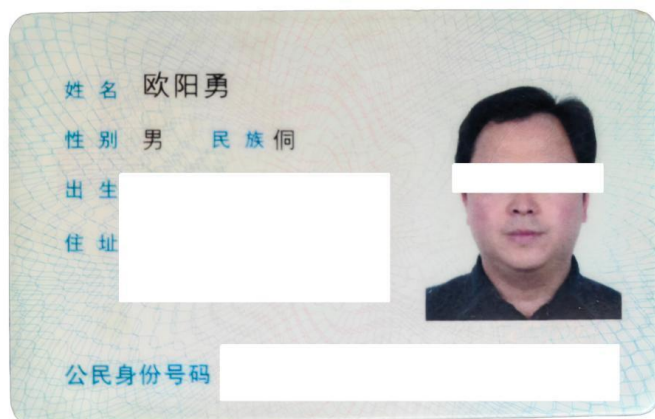 姓名 欧阳勇
性别 男 民族 侗
出生
住址
公民身份号码